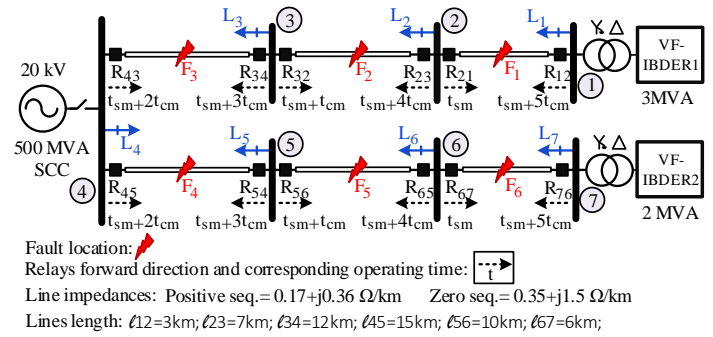 L3 3 L2 2 L1 Y Δ VF-IBDER1
20 kV R43 F3 R34 R32 F2 R23 R21 F1 R12 1 3MVA
tsm+2tcm tsm+3tcm tsm+tcm tsm+4tcm tsm tsm+5tcm
500 MVA SCC L4 L5 5 L6 6 L7 Y Δ VF-IBDER2
4 R45 F4 R54 R56 F5 R65 R67 F6 R76 7 2 MVA
tsm+2tcm tsm+3tcm tsm+tcm tsm+4tcm tsm tsm+5tcm
Fault location:
Relays forward direction and corresponding operating time: t
Line impedances: Positive seq.= 0.17+j0.36 Ω/km Zero seq.= 0.35+j1.5 Ω/km
Lines length: ℓ12=3km; ℓ23=7km; ℓ34=12km; ℓ45=15km; ℓ56=10km; ℓ67=6km;